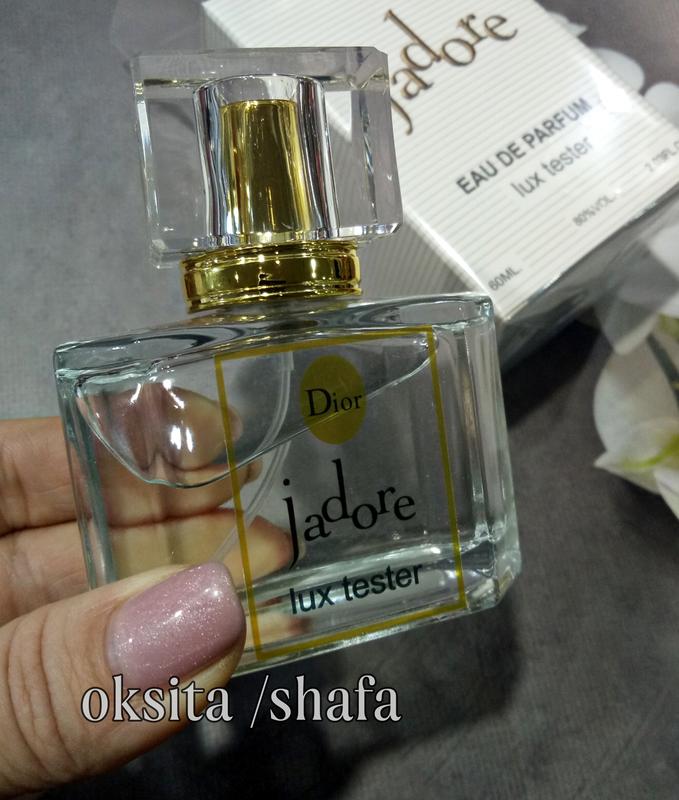 jadore
EAU DE PARFUM
lux tester
80%VOL
60ML
Dior
jadore
lux tester
oksita /shafa